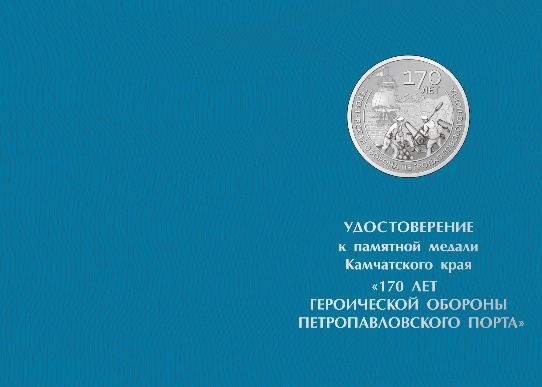 170
ЛЕТ
УДОСТОВЕРЕНИЕ
к памятной медали
Камчатского края
«170 ЛЕТ
ГЕРОИЧЕСКОЙ ОБОРОНЫ
ПЕТРОПАВЛОВСКОГО ПОРТА»